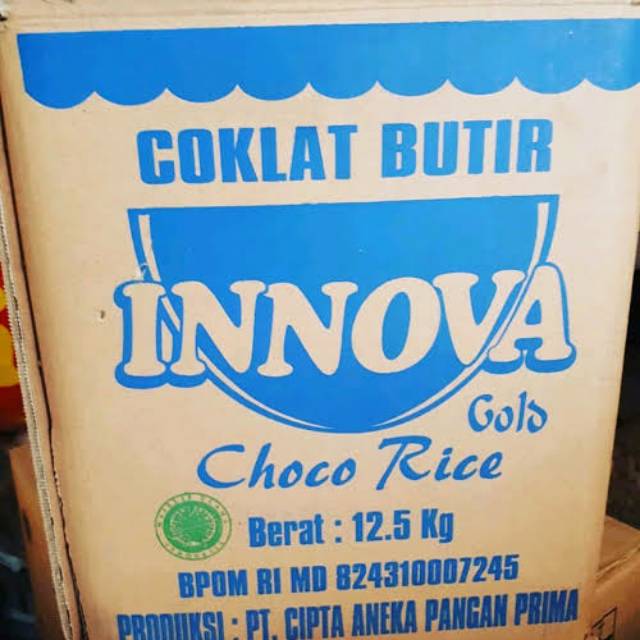 COKLAT BUTIR
INNOVA
Gold
Choco Rice
Berat : 12.5 Kg
BPOM RI MD 824310007245
PRODUKSI : PT. CIPTA ANEKA PANGAN PRIMA